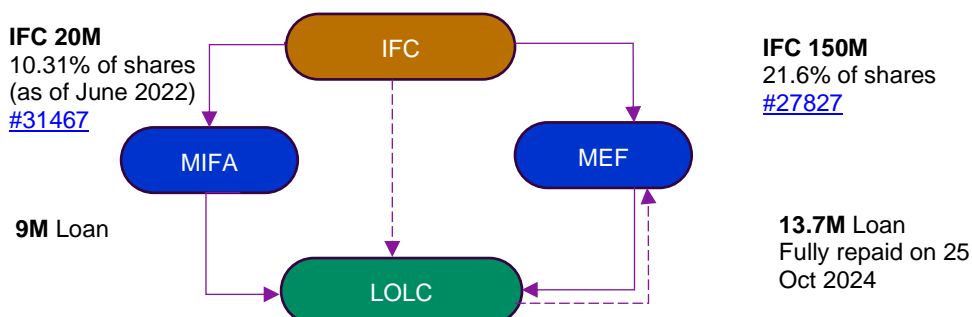 IFC 20M
10.31% of shares
(as of June 2022)
#31467
IFC
IFC 150M
21.6% of shares
#27827
MIFA
MEF
9M Loan
13.7M Loan
Fully repaid on 25
Oct 2024
LOLC